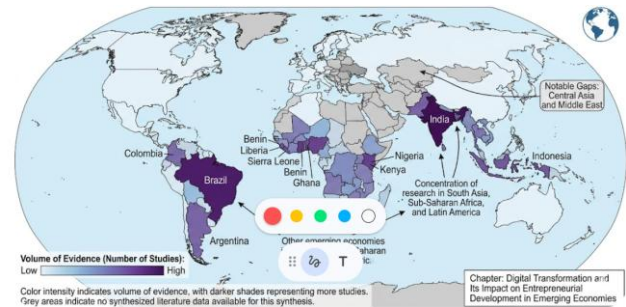 Notable Gaps:
Central Asia
and Middle East
India
Benin
Liberia
Sierra Leone
Benin
Ghana
Nigeria
Kenya
Colombia
Brazil
Indonesia
Concentration of
research in South Asia,
Sub-Saharan Africa,
and Latin America
Argentina
Other emerging economies
T
Volume of Evidence (Number of Studies):
Low
High
Color intensity indicates volume of evidence, with darker shades representing more studies.
Grey areas indicate no synthesized literature data available for this synthesis.
Chapter: Digital Transformation and
Its Impact on Entrepreneurial
Development in Emerging Economies